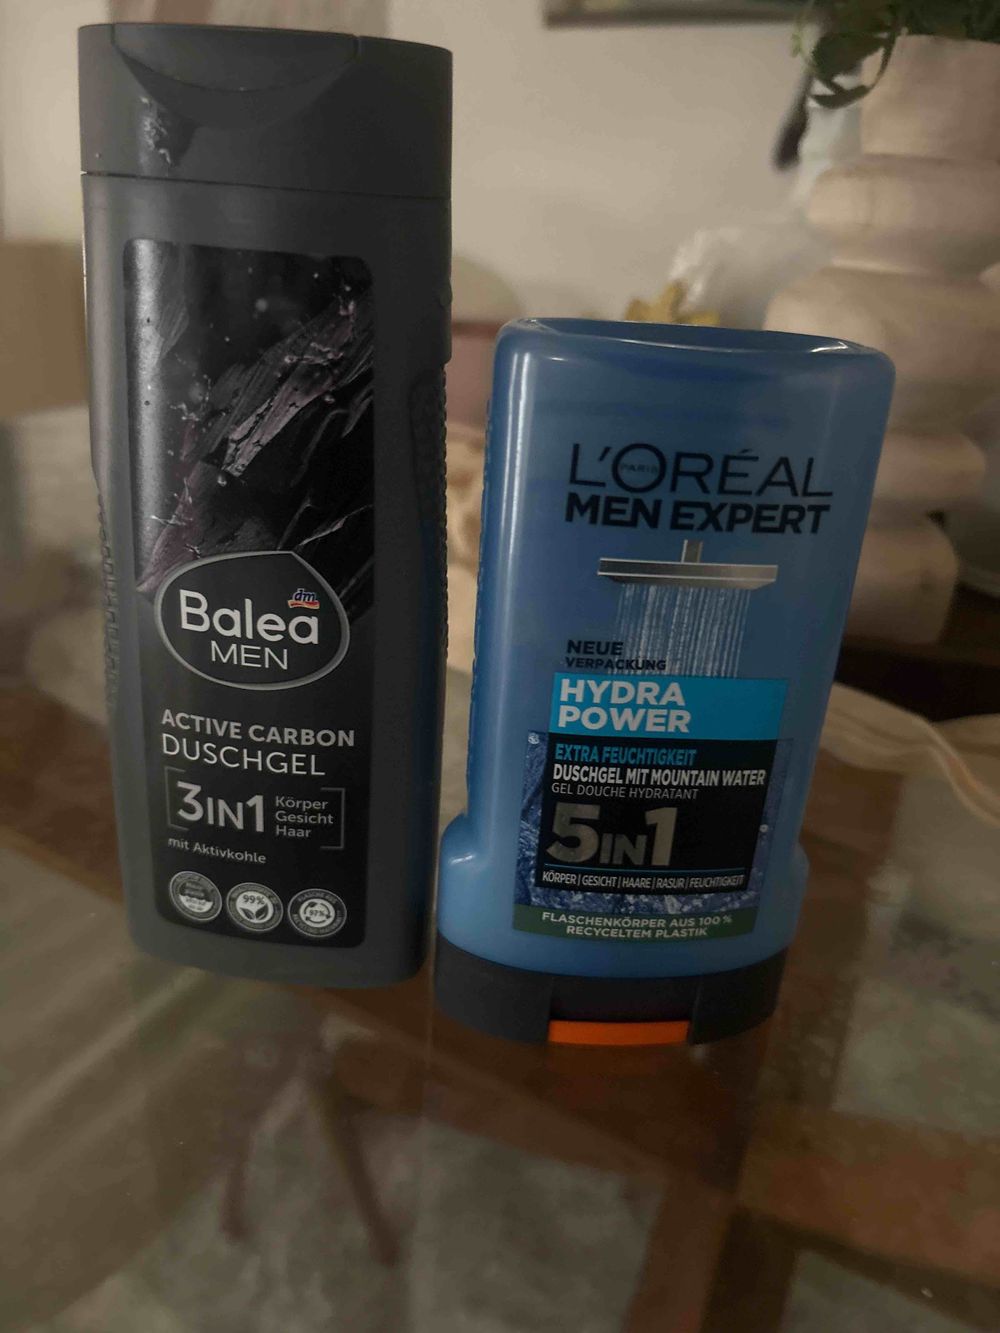 dm
Balea
MEN
ACTIVE CARBON
DUSCHGEL
3IN1
Körper
Gesicht
Haar
mit Aktivkohle
99%
97%
L'ORÉAL
PARIS
MEN EXPERT
NEUE
VERPACKUNG
HYDRA
POWER
EXTRA FEUCHTIGKEIT
DUSCHGEL MIT MOUNTAIN WATER
GEL DOUCHE HYDRATANT
5IN1
KÖRPER | GESICHT | HAARE | RASUR | FEUCHTIGKEIT
FLASCHENKÖRPER AUS 100 %
RECYCELTEM PLASTIK